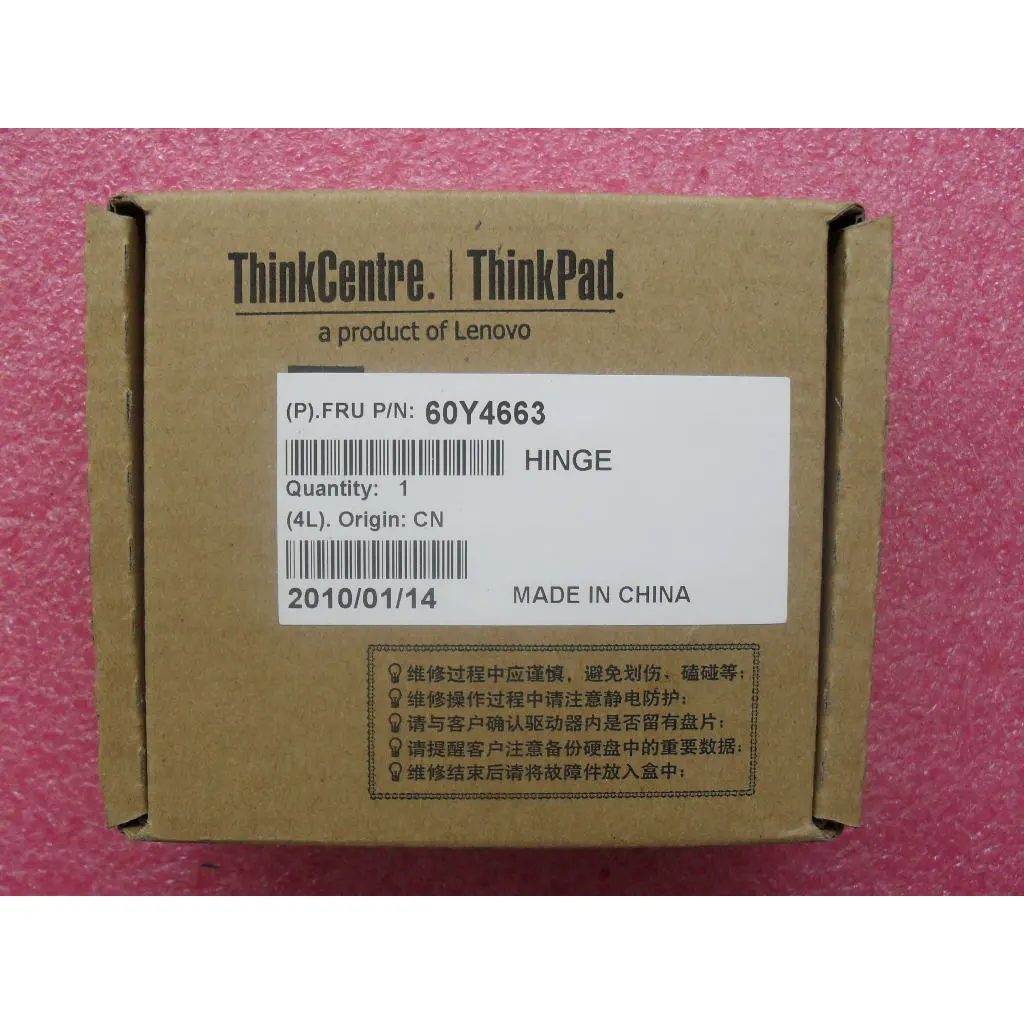 ThinkCentre. | ThinkPad.
a product of Lenovo
(P).FRU P/N: 60Y4663
HINGE
Quantity: 1
(4L). Origin: CN
2010/01/14 MADE IN CHINA
维修过程中应谨慎，避免划伤、磕碰等；
维修操作过程中请注意静电防护；
请与客户确认驱动器内是否留有盘片；
请提醒客户注意备份硬盘中的重要数据；
维修结束后请将故障件放入盒中；